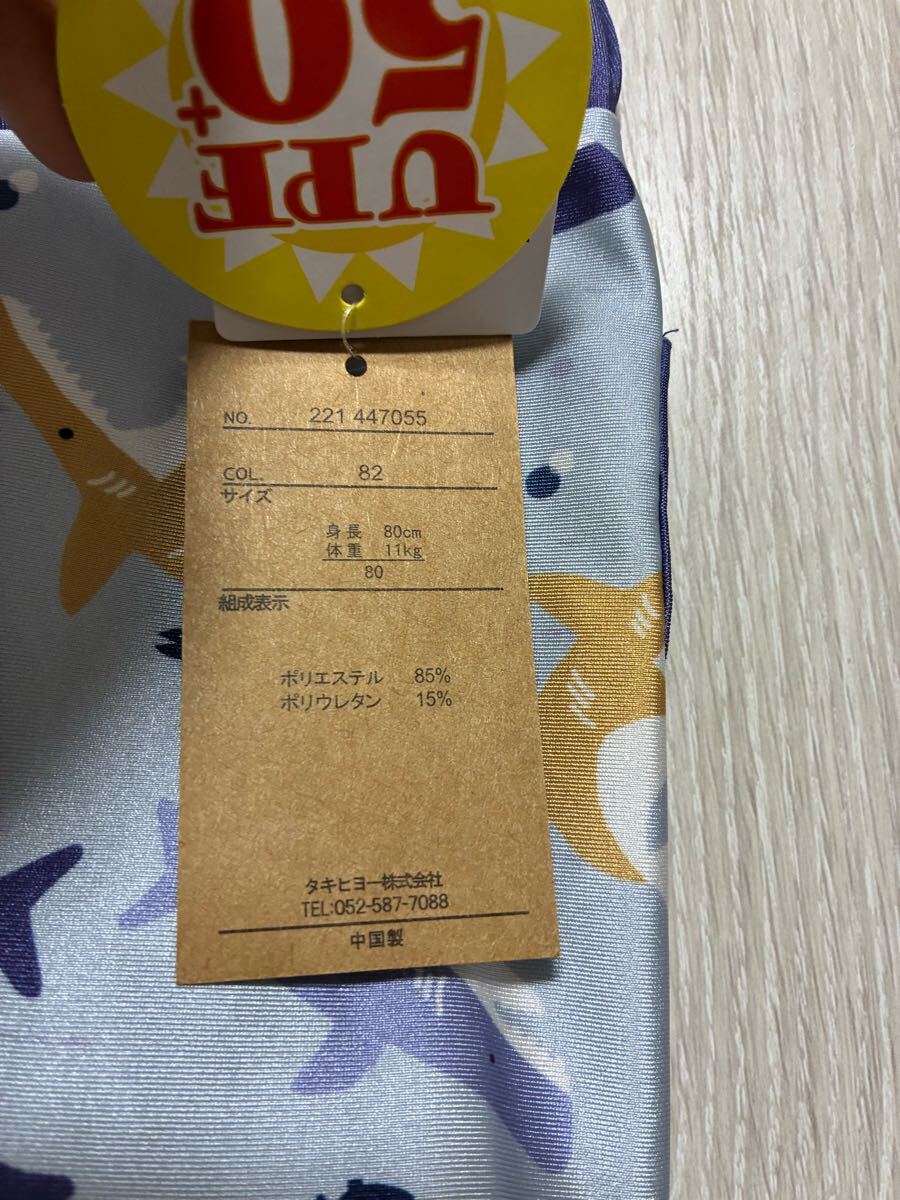 UPF
50+
NO. 221 447055
COL. 82
サイズ
身長 80cm
体重 11kg
80
組成表示
ポリエステル 85%
ポリウレタン 15%
タキヒヨー株式会社
TEL:052-587-7088
中国製